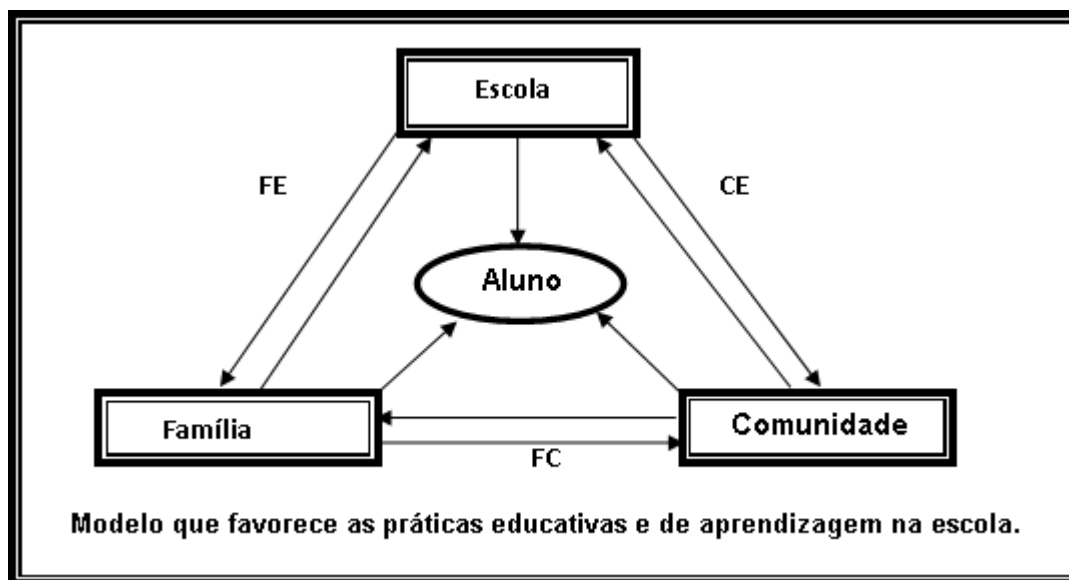 Escola
FE
CE
Aluno
Família
Comunidade
FC
Modelo que favorece as práticas educativas e de aprendizagem na escola.